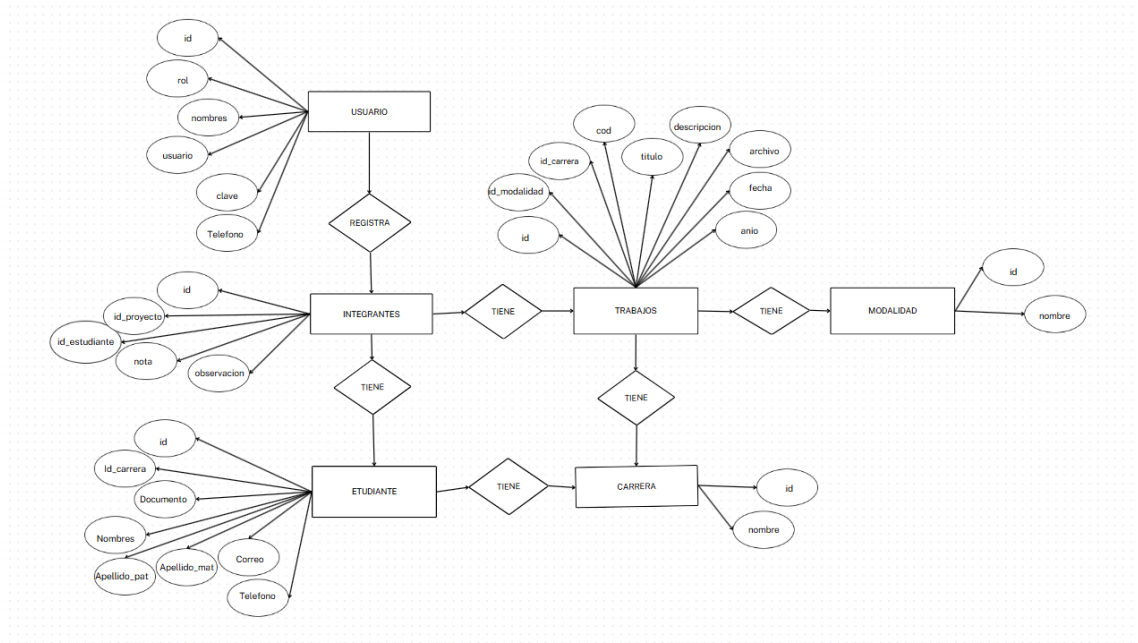 id
rol
nombres
usuario
clave
Telefono
USUARIO
REGISTRA
cod
descripcion
id_carrera
titulo
archivo
id_modalidad
fecha
id
anio
id
id_proyecto
id_estudiante
nota
observacion
INTEGRANTES
TIENE
TRABAJOS
TIENE
MODALIDAD
id
nombre
TIENE
TIENE
id
Id_carrera
Documento
Nombres
Apellido_pat
Apellido_mat
Correo
Telefono
ETUDIANTE
TIENE
CARRERA
id
nombre